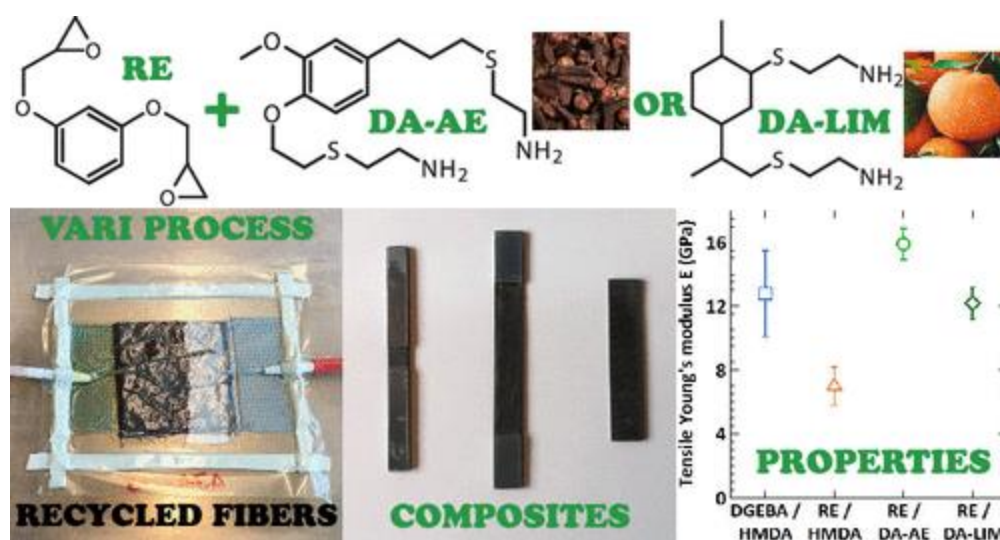 RE
+
DA-AE
OR
DA-LIM
O
O
O
O
O
O
S
S
NH2
NH2
S
S
NH2
NH2
VARI PROCESS
RECYCLED FIBERS
COMPOSITES
Tensile Young's modulus E (GPa)
16
12
8
4
0
PROPERTIES
DGEBA / HMDA
RE / HMDA
RE / DA-AE
RE / DA-LIM